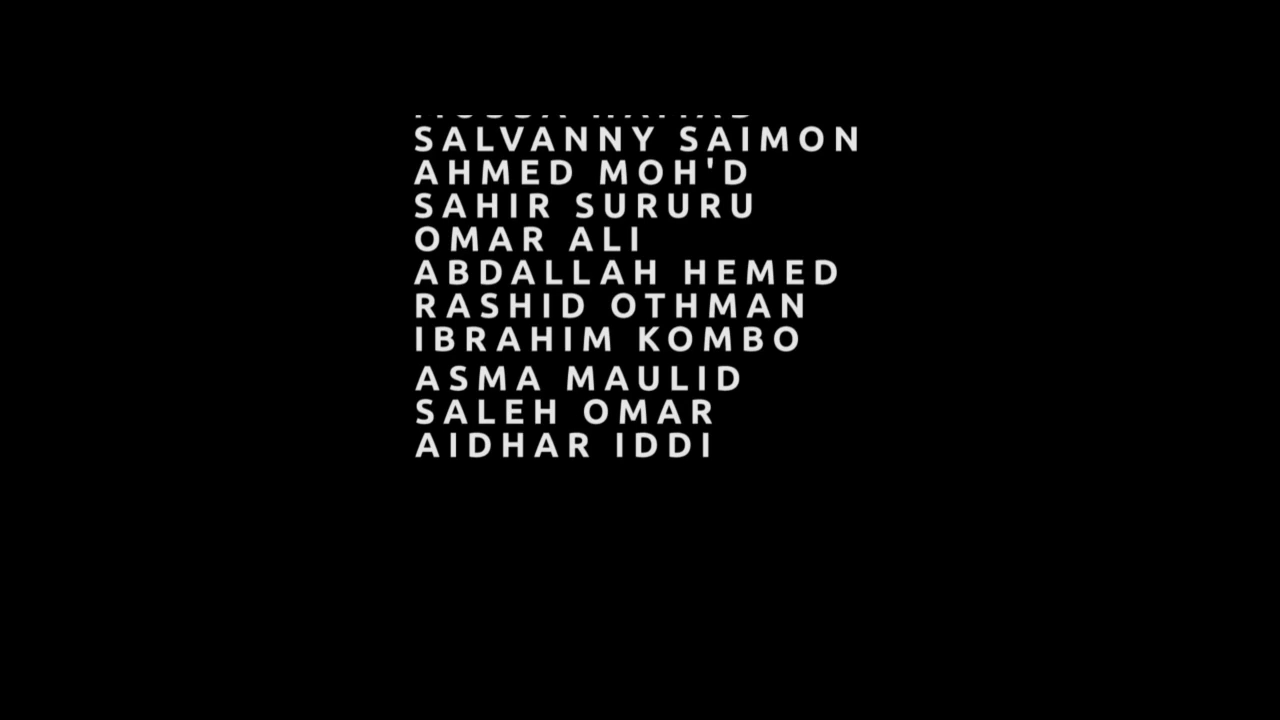 SALVANNY SAIMON
AHMED MOH'D
SAHIR SURURU
OMAR ALI
ABDALLAH HEMED
RASHID OTHMAN
IBRAHIM KOMBO
ASMA MAULID
SALEH OMAR
AIDHAR IDDI